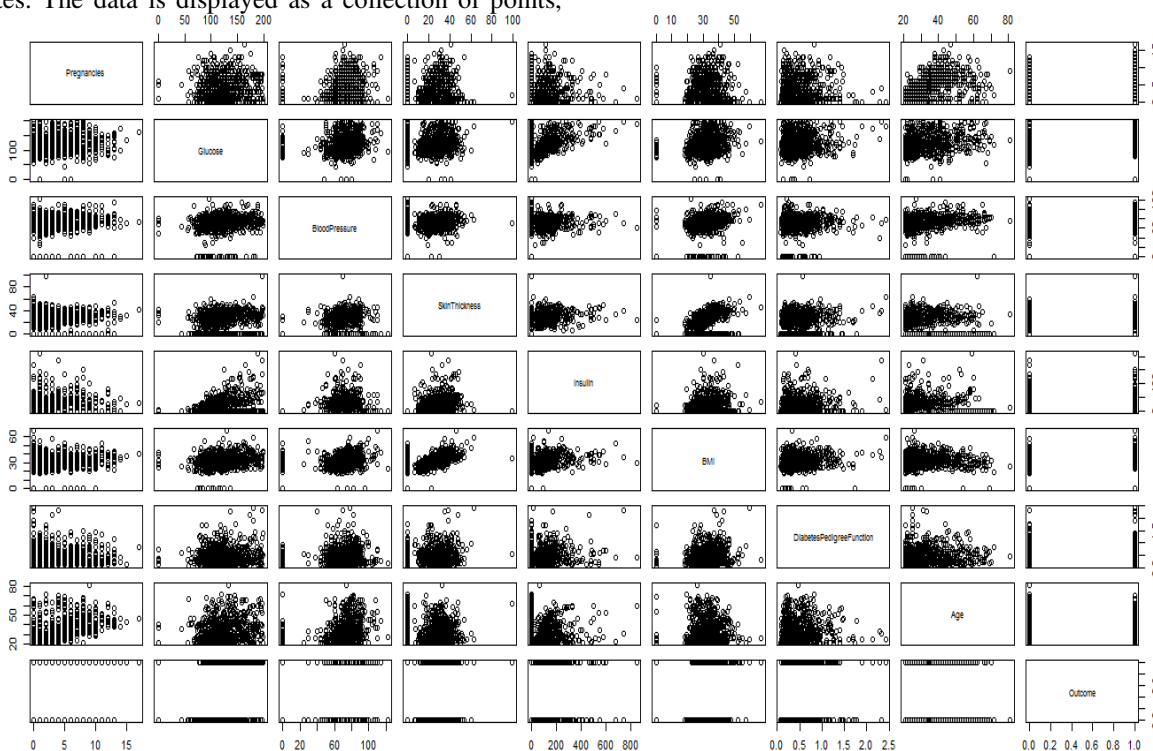 tes. The data is displayed as a collection of points,
0 50 100 150 200 0 20 40 60 80 100 0 10 30 50 20 40 60 80
Pregnancies
0 100 Glucose
BloodPressure
0 40 80 SkinThickness
Insulin
0 30 60 BMI
DiabetesPedigreeFunction
20 50 80 Age
Outcome
0 5 10 15 0 20 60 100 0 200 400 600 800 0.0 0.5 1.0 1.5 2.0 2.5 0.0 0.2 0.4 0.6 0.8 1.0